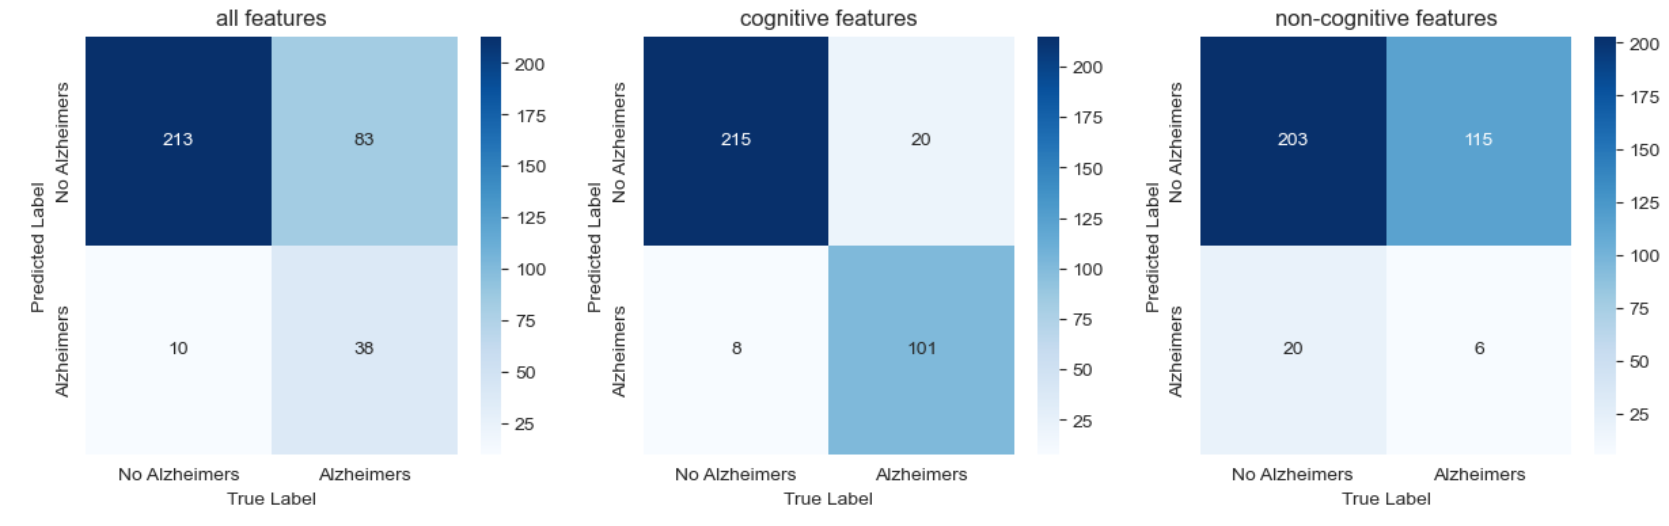 all features
No Alzheimers
Alzheimers
Predicted Label
213
83
10
38
No Alzheimers
Alzheimers
True Label
200
175
150
125
100
75
50
25
cognitive features
No Alzheimers
Alzheimers
Predicted Label
215
20
8
101
No Alzheimers
Alzheimers
True Label
200
175
150
125
100
75
50
25
non-cognitive features
No Alzheimers
Alzheimers
Predicted Label
203
115
20
6
No Alzheimers
Alzheimers
True Label
200
175
150
125
100
75
50
25